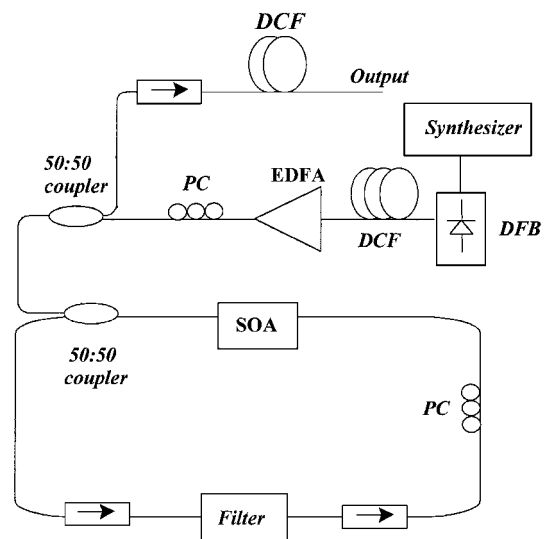 DCF
Output
Synthesizer
50:50
coupler
PC
EDFA
DCF
DFB
SOA
50:50
coupler
PC
Filter